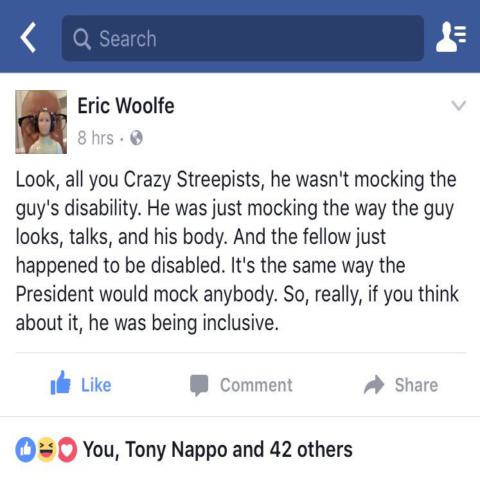 Search
Eric Woolfe
8 hrs ·
Look, all you Crazy Streepists, he wasn't mocking the
guy's disability. He was just mocking the way the guy
looks, talks, and his body. And the fellow just
happened to be disabled. It's the same way the
President would mock anybody. So, really, if you think
about it, he was being inclusive.
Like Comment Share
You, Tony Nappo and 42 others